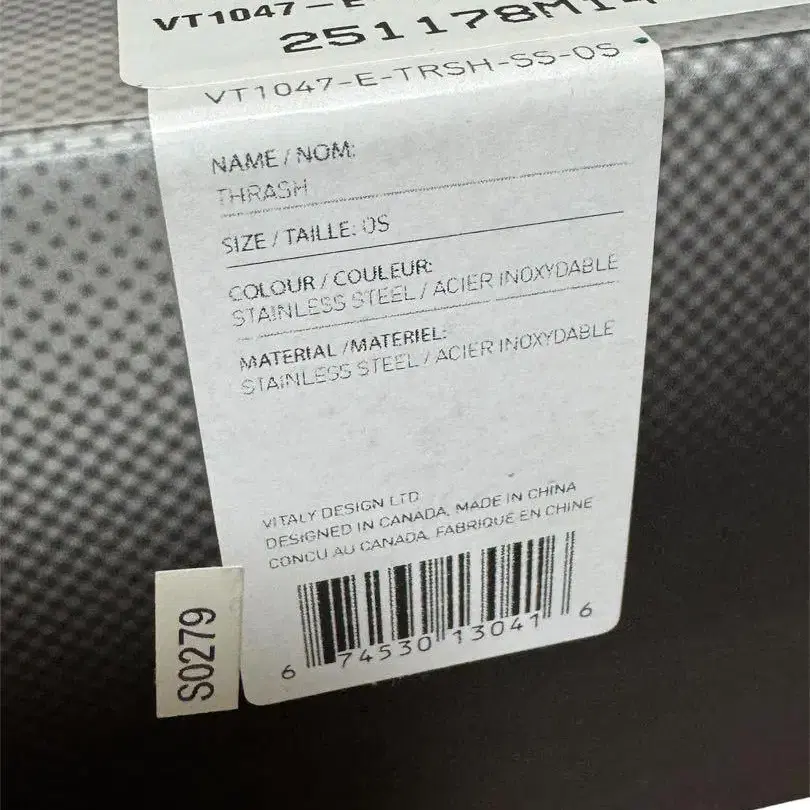 VT1047-E
251178M14
VT1047-E-TRSH-SS-OS
NAME / NOM:
THRASH
SIZE / TAILLE: OS
COLOUR / COULEUR:
STAINLESS STEEL / ACIER INOXYDABLE
MATERIAL / MATERIEL:
STAINLESS STEEL / ACIER INOXYDABLE
VITALY DESIGN LTD
DESIGNED IN CANADA, MADE IN CHINA
CONCU AU CANADA, FABRIQUE EN CHINE
6 74530 13041 6
S0279